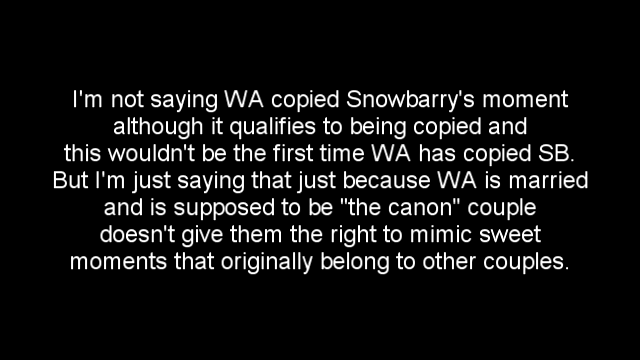 I'm not saying WA copied Snowbarry's moment
although it qualifies to being copied and
this wouldn't be the first time WA has copied SB.
But I'm just saying that just because WA is married
and is supposed to be "the canon" couple
doesn't give them the right to mimic sweet
moments that originally belong to other couples.